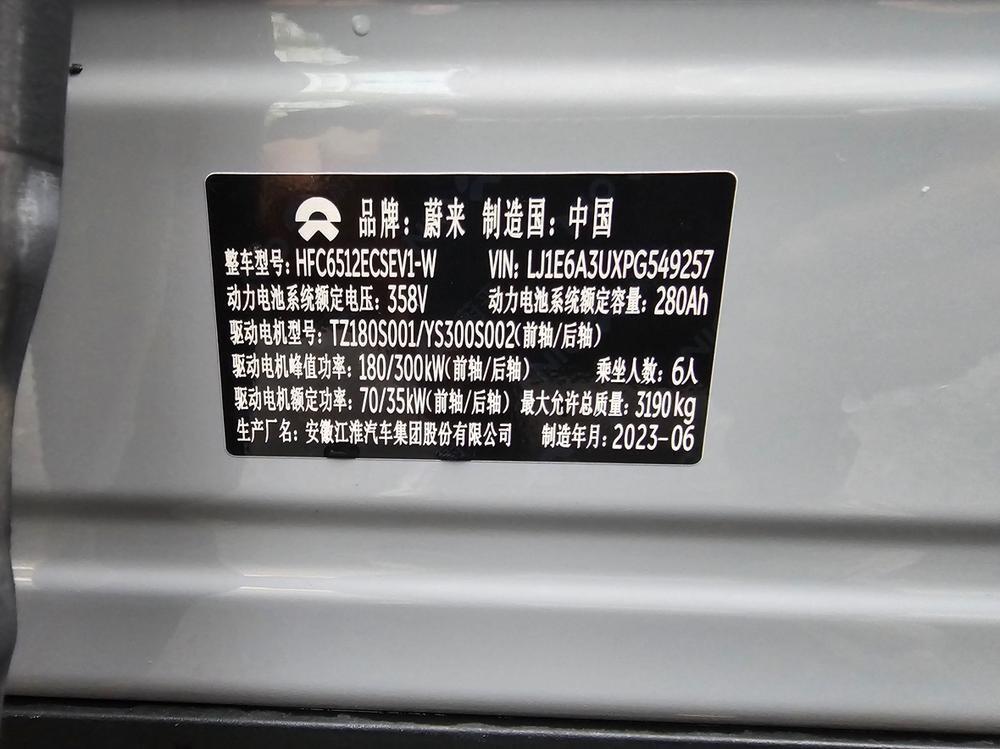 品牌：蔚来 制造国：中国
整车型号：HFC6512ECSEV1-W VIN：LJ1E6A3UXPG549257
动力电池系统额定电压：358V 动力电池系统额定容量：280Ah
驱动电机型号：TZ180S001/YS300S002(前轴/后轴)
驱动电机峰值功率：180/300kW(前轴/后轴) 乘坐人数：6人
驱动电机额定功率：70/35kW(前轴/后轴) 最大允许总质量：3190kg
生产厂名：安徽江淮汽车集团股份有限公司 制造年月：2023-06